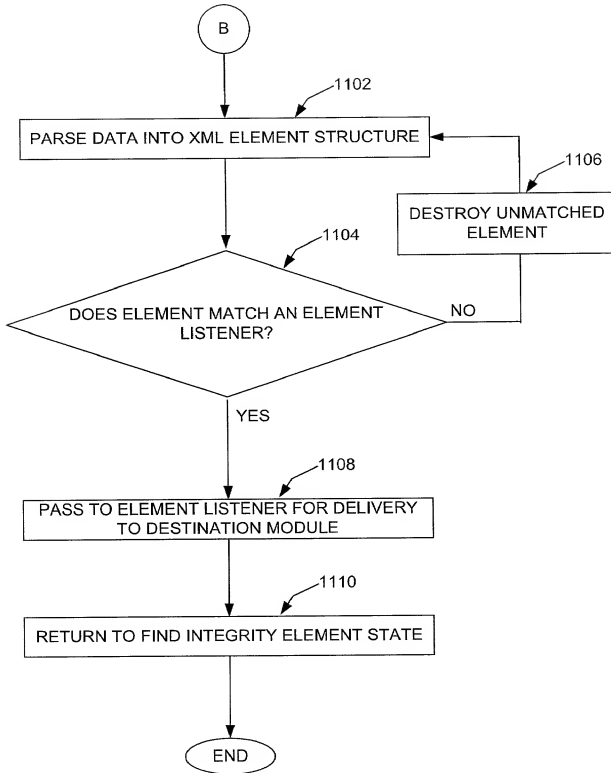 B
1102
PARSE DATA INTO XML ELEMENT STRUCTURE
1106
DESTROY UNMATCHED
ELEMENT
1104
DOES ELEMENT MATCH AN ELEMENT
LISTENER?
NO
YES
1108
PASS TO ELEMENT LISTENER FOR DELIVERY
TO DESTINATION MODULE
1110
RETURN TO FIND INTEGRITY ELEMENT STATE
END